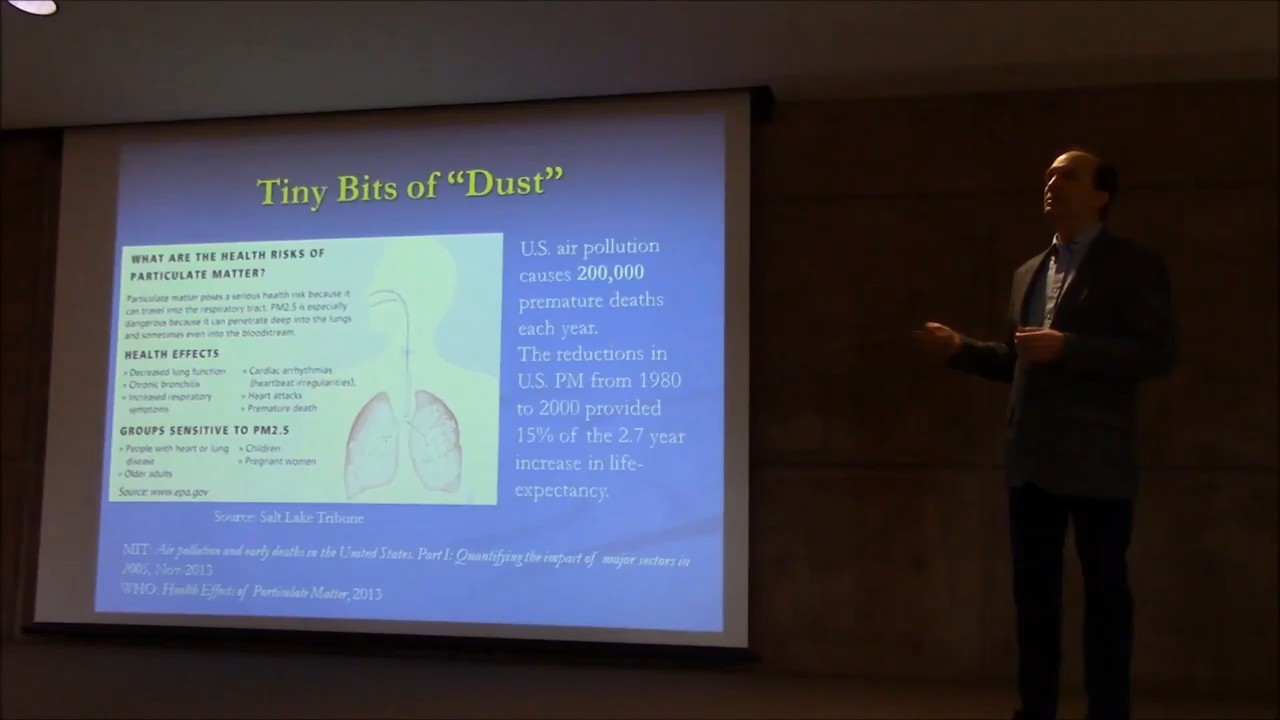 Tiny Bits of “Dust”
WHAT ARE THE HEALTH RISKS OF
PARTICULATE MATTER?
Particulate matter poses a serious health risk because it
can travel into the respiratory tract. PM2.5 is especially
dangerous because it can penetrate deep into the lungs
and sometimes even into the bloodstream.
HEALTH EFFECTS
» Decreased lung function
» Chronic bronchitis
» Increased respiratory
symptoms
» Cardiac arrhythmias
(heartbeat irregularities),
» Heart attacks
» Premature death
GROUPS SENSITIVE TO PM2.5
» People with heart or lung
disease
» Older adults
» Children
» Pregnant women
Source: www.epa.gov
Source: Salt Lake Tribune
U.S. air pollution
causes 200,000
premature deaths
each year.
The reductions in
U.S. PM from 1980
to 2000 provided
15% of the 2.7 year
increase in life-
expectancy.
MIT: Air pollution and early deaths in the United States. Part I: Quantifying the impact of major sectors in
2005, Nov 2013
WHO: Health Effects of Particulate Matter, 2013